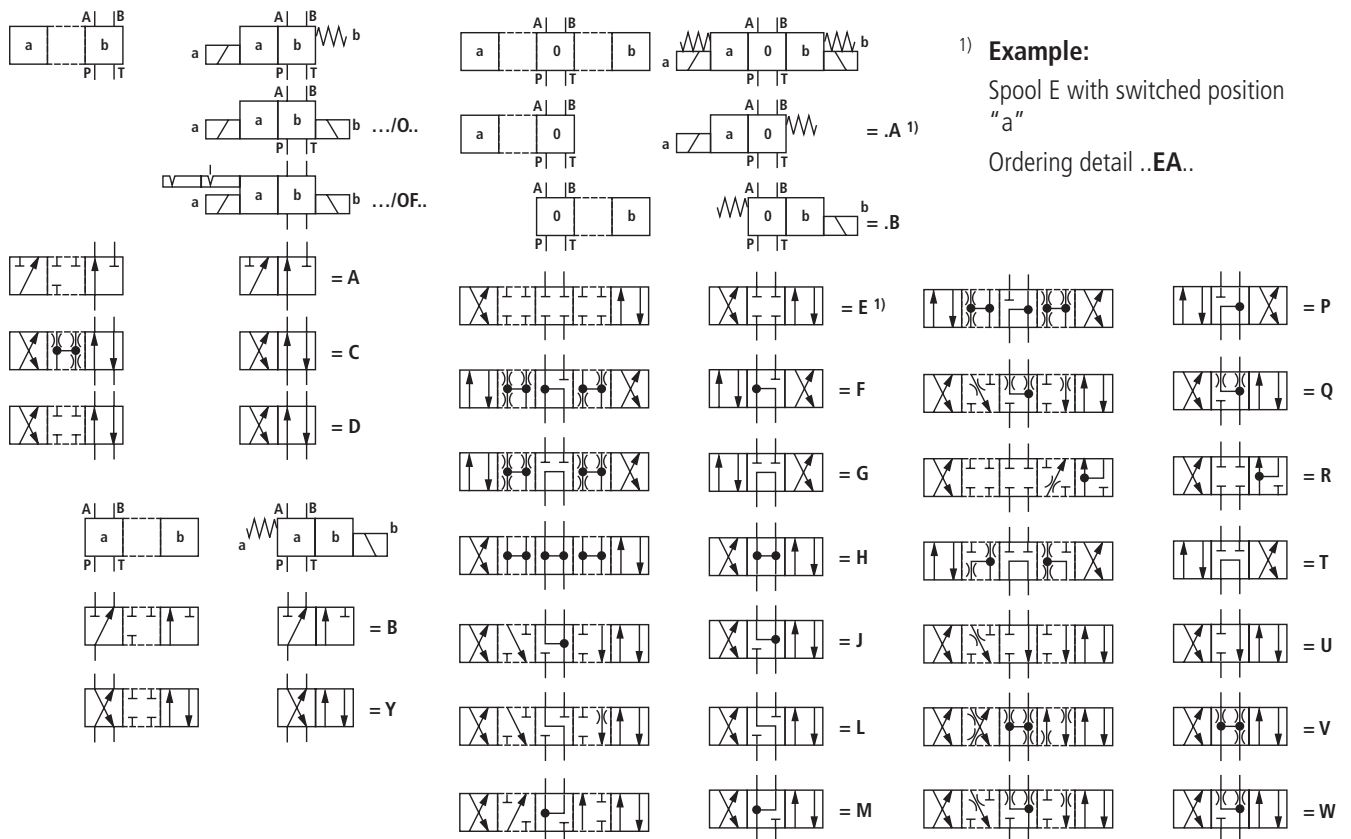 A B
a b
P T
A B
a a b b
P T
A B
a a b b .../O..
P T
a a b b .../OF..
= A
= C
= D
A B
a b
P T
A B
a a b b
P T
= B
= Y
A B
a 0 b
P T
A B
a a 0 b b
P T
A B
a 0
P T
A B
a a 0 = .A 1)
P T
A B
0 b
P T
A B
0 b b = .B
P T
= E 1)
= F
= G
= H
= J
= L
= M
1) Example:
Spool E with switched position
"a"
Ordering detail ..EA..
= P
= Q
= R
= T
= U
= V
= W